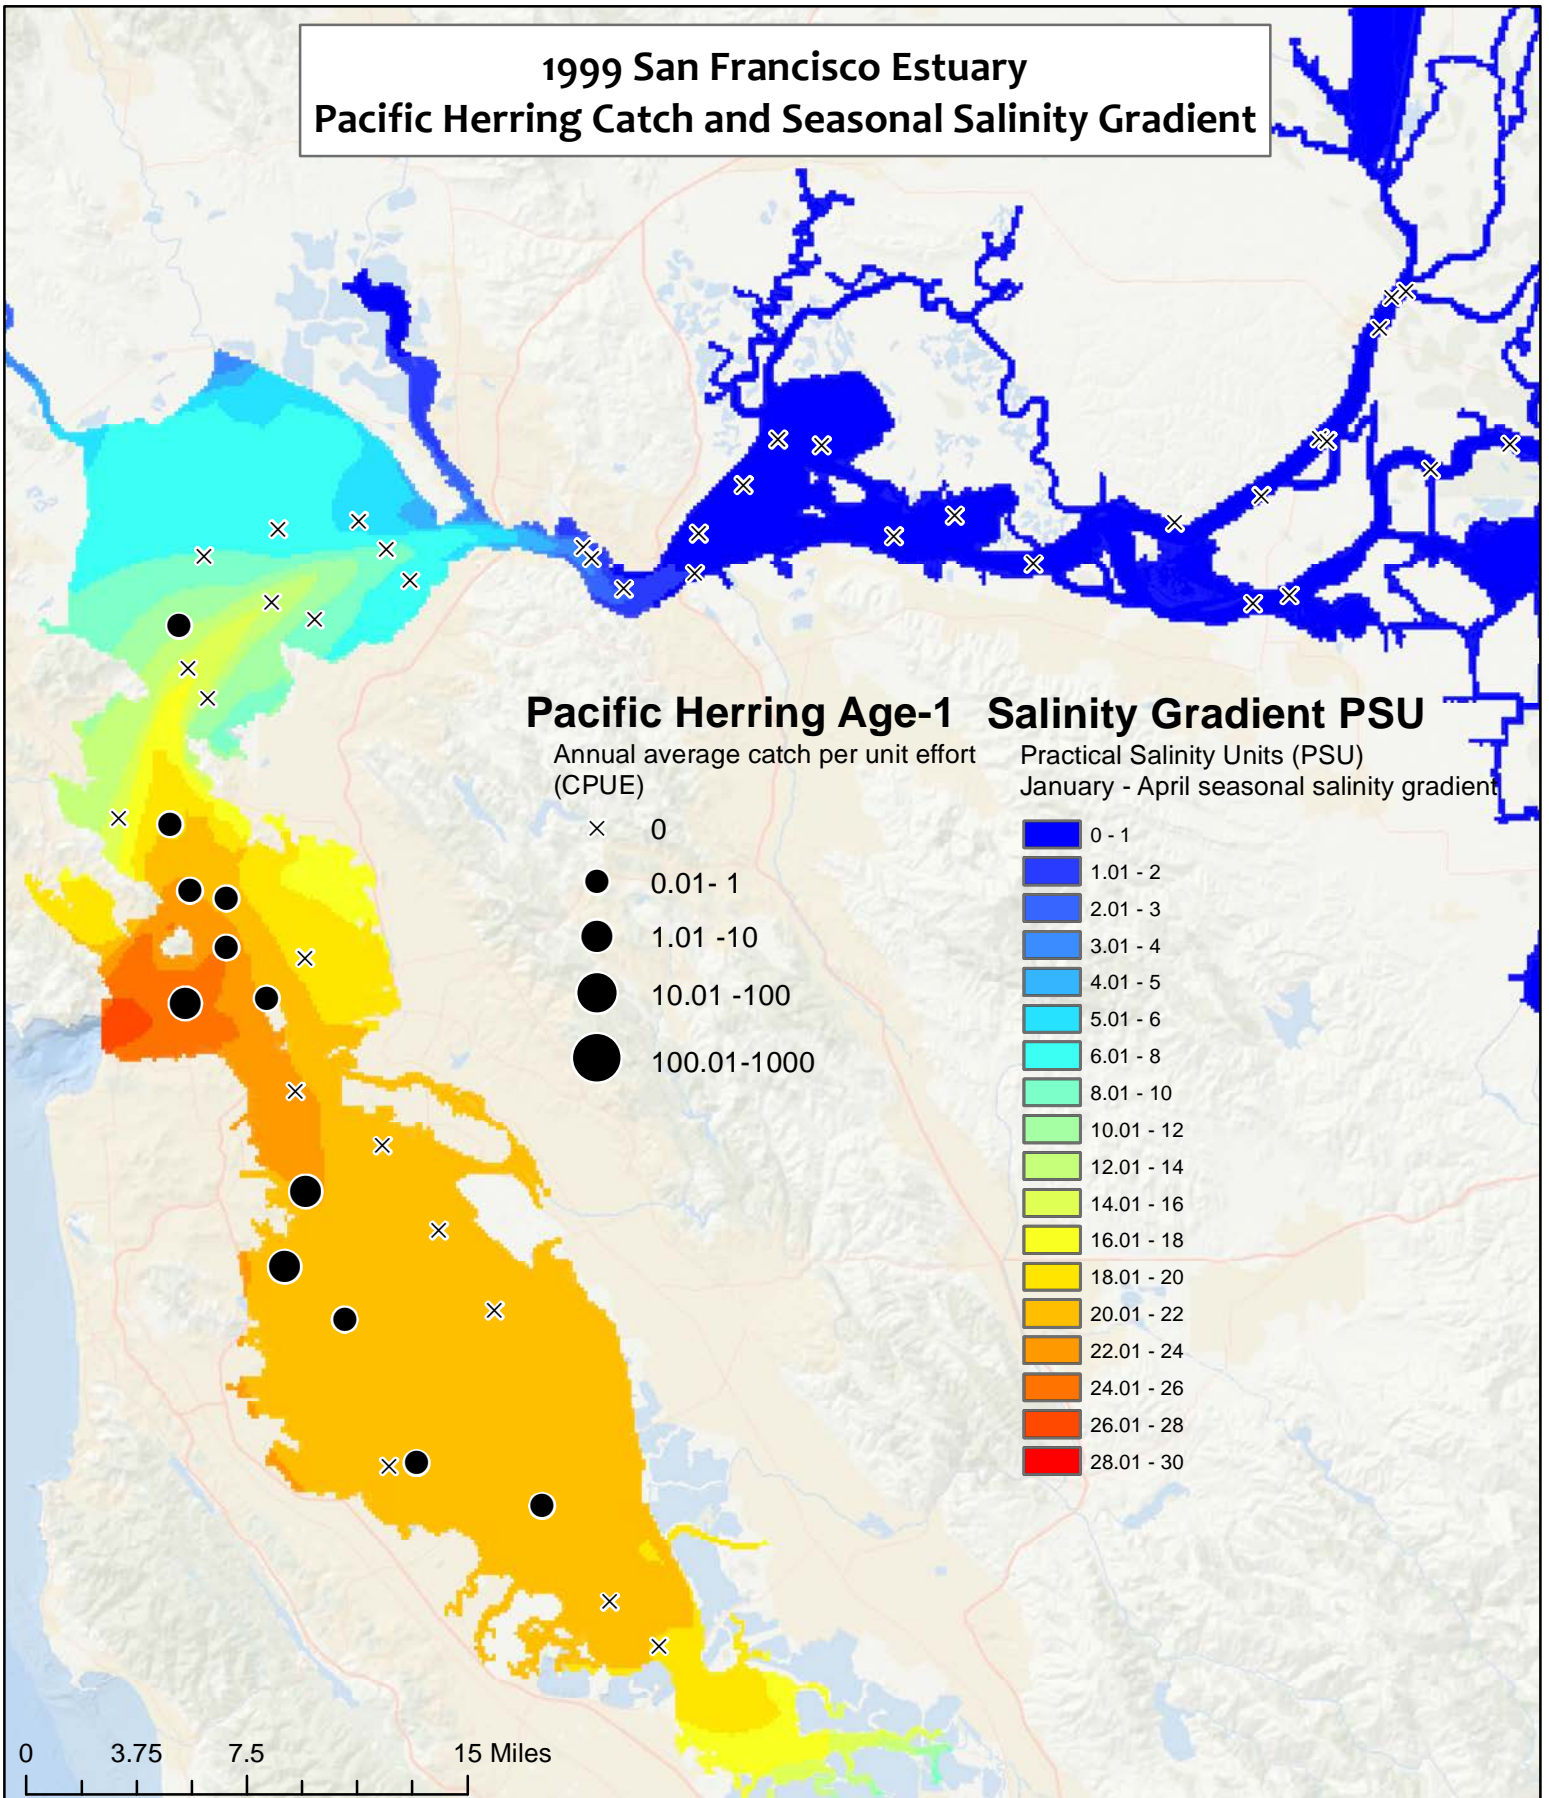 1999 San Francisco Estuary
Pacific Herring Catch and Seasonal Salinity Gradient
Pacific Herring Age-1
Annual average catch per unit effort
(CPUE)
0
0.01- 1
1.01 -10
10.01 -100
100.01-1000
Salinity Gradient PSU
Practical Salinity Units (PSU)
January - April seasonal salinity gradient
0 - 1
1.01 - 2
2.01 - 3
3.01 - 4
4.01 - 5
5.01 - 6
6.01 - 8
8.01 - 10
10.01 - 12
12.01 - 14
14.01 - 16
16.01 - 18
18.01 - 20
20.01 - 22
22.01 - 24
24.01 - 26
26.01 - 28
28.01 - 30
0 3.75 7.5 15 Miles